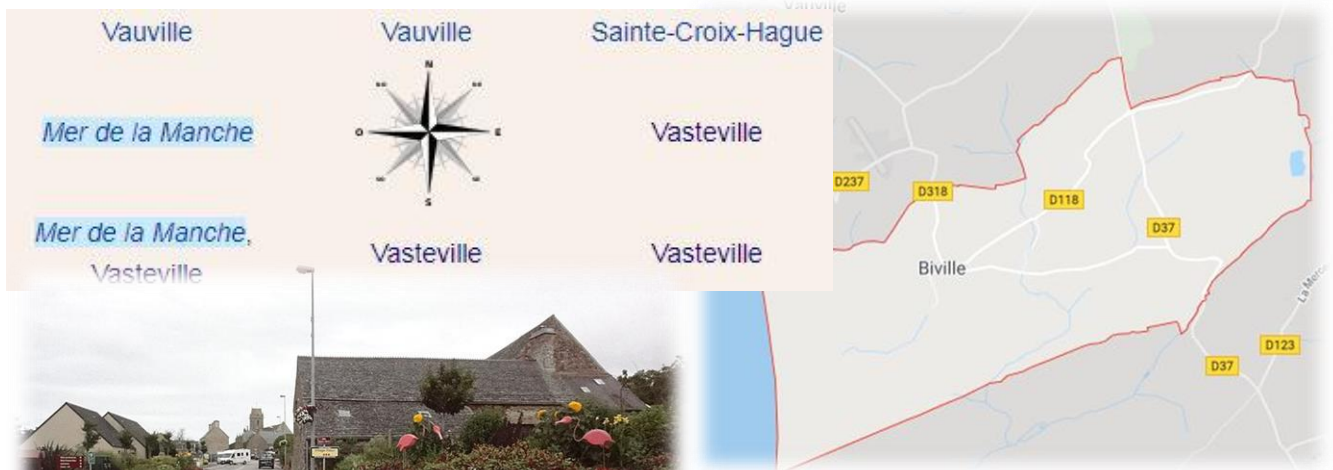 Vauville Vauville Sainte-Croix-Hague
N
O E
S
Mer de la Manche Vasteville
Mer de la Manche, Vasteville Vasteville
Vasteville
Vauville
D237
D318
D118
D37
Biville
D123
D37